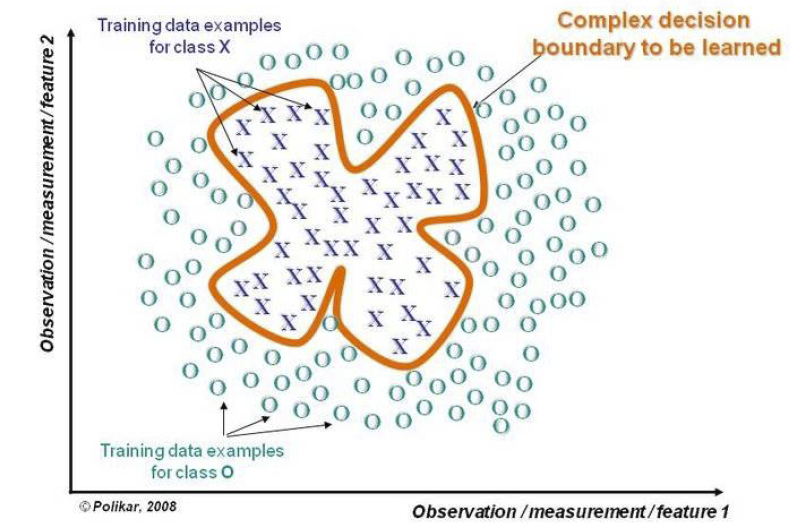 Training data examples
for class X
Complex decision
boundary to be learned
Observation / measurement / feature 2
Training data examples
for class O
© Polikar, 2008
Observation / measurement / feature 1